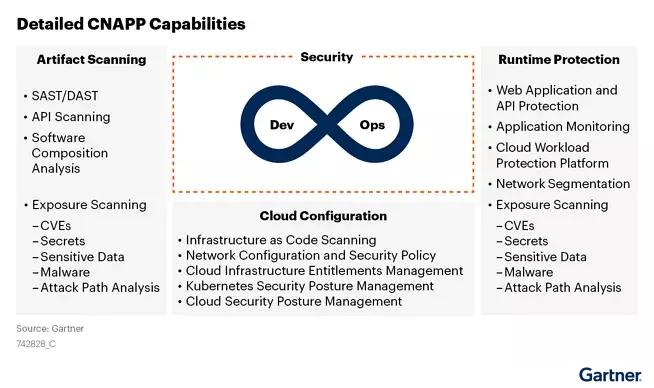 Detailed CNAPP Capabilities
Artifact Scanning
• SAST/DAST
• API Scanning
• Software
Composition
Analysis
• Exposure Scanning
–CVEs
–Secrets
–Sensitive Data
–Malware
–Attack Path Analysis
Security
Dev
Ops
Cloud Configuration
• Infrastructure as Code Scanning
• Network Configuration and Security Policy
• Cloud Infrastructure Entitlements Management
• Kubernetes Security Posture Management
• Cloud Security Posture Management
Runtime Protection
• Web Application and
API Protection
• Application Monitoring
• Cloud Workload
Protection Platform
• Network Segmentation
• Exposure Scanning
–CVEs
–Secrets
–Sensitive Data
–Malware
–Attack Path Analysis
Source: Gartner
742828_C
Gartner